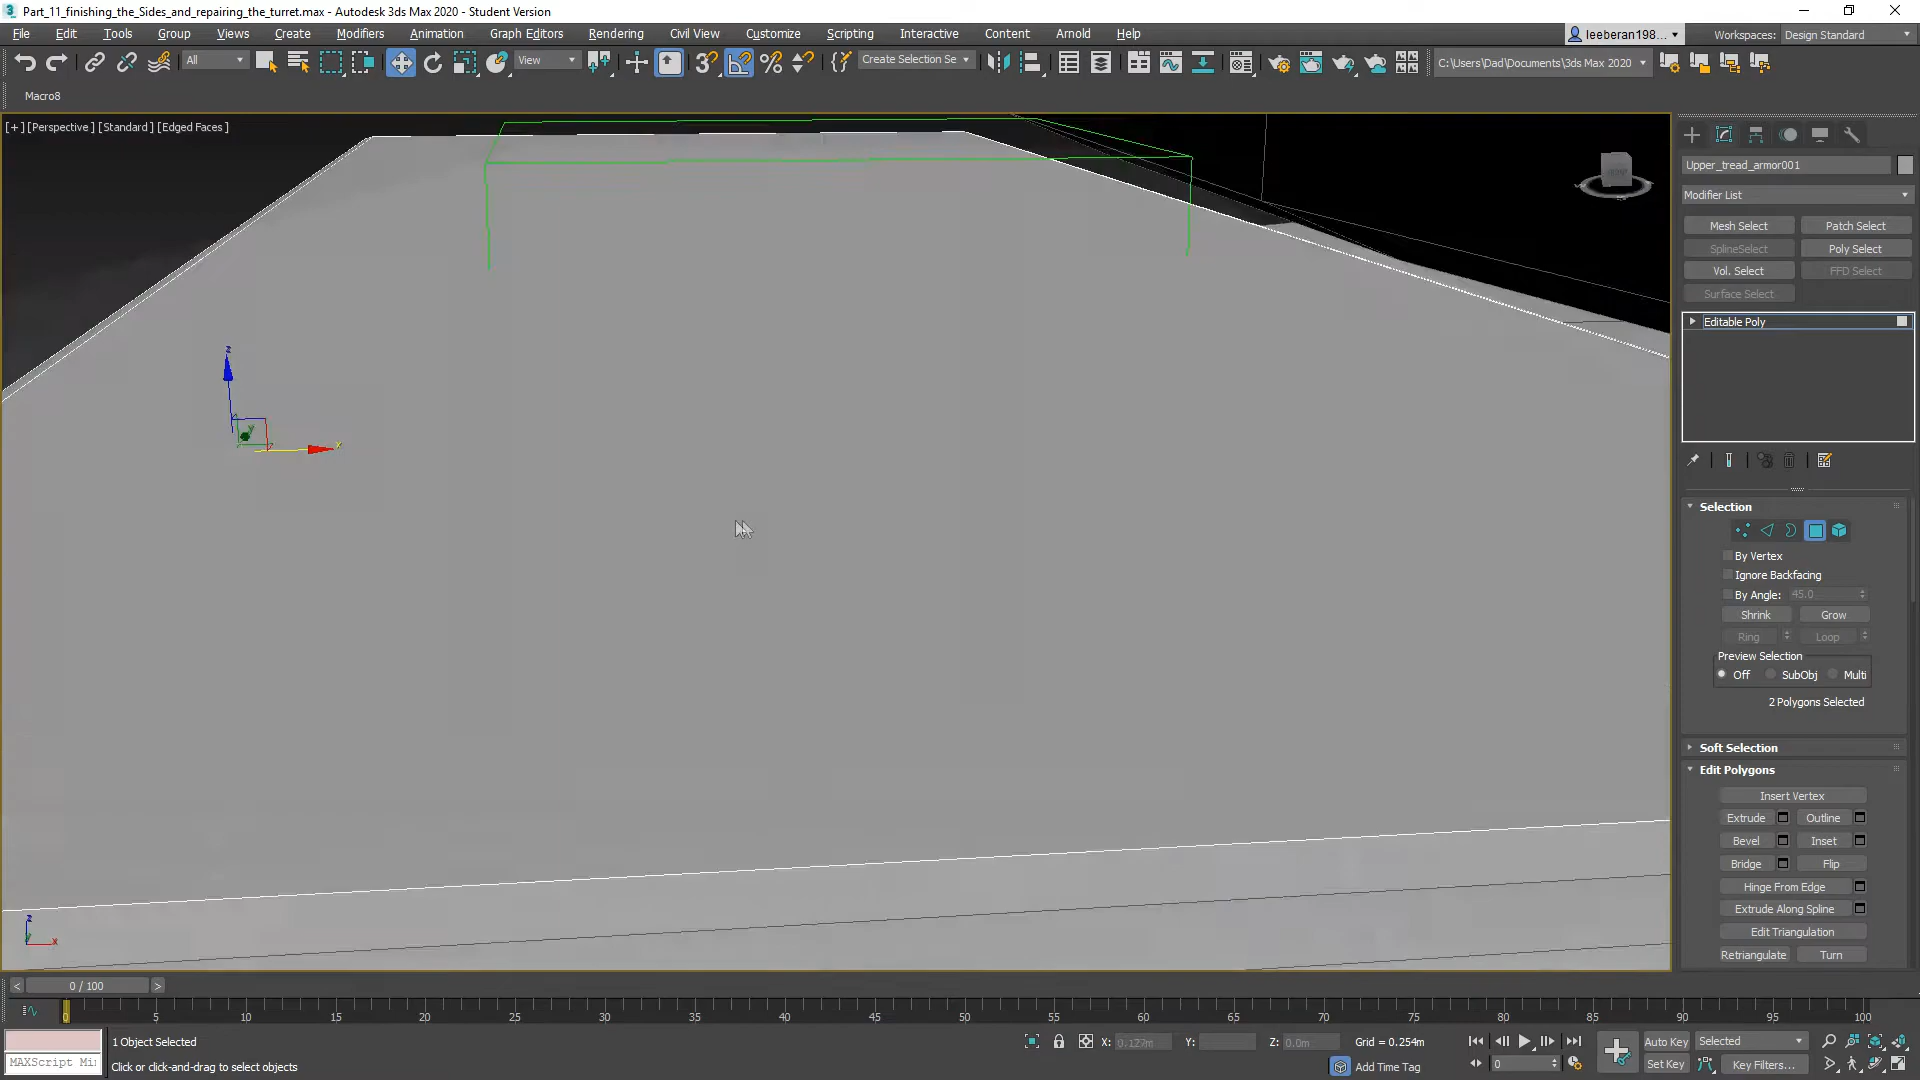 Part_11_finishing_the_Sides_and_repairing_the_turret.max - Autodesk 3ds Max 2020 - Student Version
File Edit Tools Group Views Create Modifiers Animation Graph Editors Rendering Civil View Customize Scripting Interactive Content Arnold Help leeberan198... Workspaces: Design Standard
All View Create Selection Se C:\Users\Dad\Documents\3ds Max 2020
Macro8
[+] [Perspective] [Standard] [Edged Faces]
Upper_tread_armor001
Modifier List
Mesh Select Patch Select
SplineSelect Poly Select
Vol. Select FFD Select
Surface Select
Editable Poly
Selection
By Vertex
Ignore Backfacing
By Angle: 45.0
Shrink Grow
Ring Loop
Preview Selection
Off SubObj Multi
2 Polygons Selected
Soft Selection
Edit Polygons
Insert Vertex
Extrude Outline
Bevel Inset
Bridge Flip
Hinge From Edge
Extrude Along Spline
Edit Triangulation
Retriangulate Turn
z
y
x
z
x
< 0 / 100 >
0 5 10 15 20 25 30 35 40 45 50 55 60 65 70 75 80 85 90 95 100
1 Object Selected X: 0.127m Y: Z: 0.0m Grid = 0.254m Auto Key Selected
MAXScript Mi Click or click-and-drag to select objects Add Time Tag 0 Set Key Key Filters...